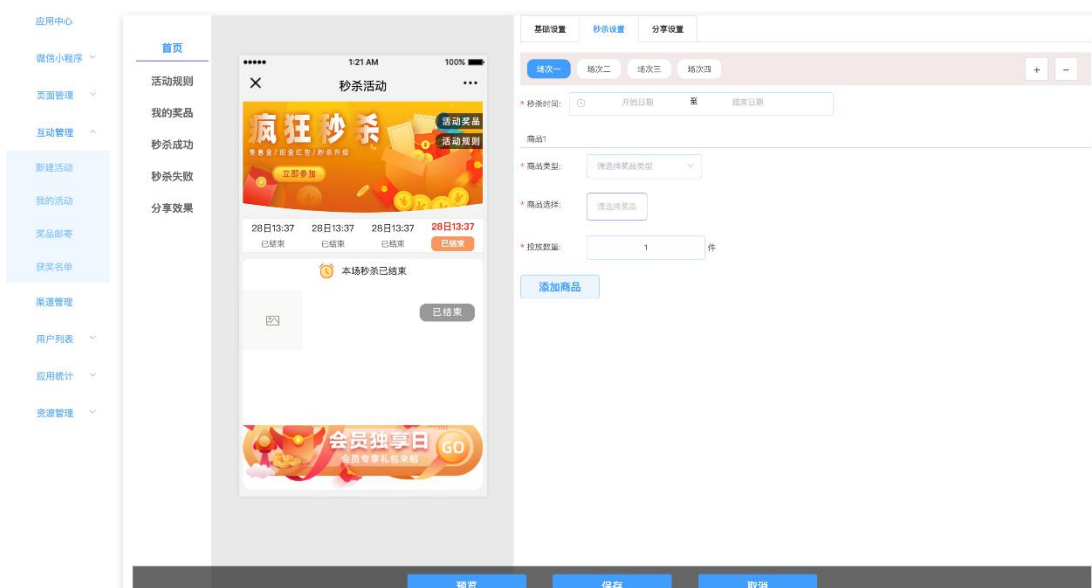 应用中心
微信小程序
页面管理
互动管理
新建活动
我的活动
奖品邮寄
获奖名单
渠道管理
用户列表
应用统计
资源管理
首页
活动规则
我的奖品
秒杀成功
秒杀失败
分享效果
1:21 AM
100%
秒杀活动
疯狂秒杀
免息金/现金红包/秒杀升级
立即参加
活动奖品
活动规则
28日13:37 28日13:37 28日13:37 28日13:37
已结束 已结束 已结束 已结束
本场秒杀已结束
已结束
会员独享日
会员专享礼包来啦
GO
基础设置 秒杀设置 分享设置
场次一 场次二 场次三 场次四 + −
* 秒杀时间: 开始日期 至 结束日期
商品1
* 商品类型: 请选择奖品类型
* 商品选择: 请选择奖品
* 投放数量: 1 件
添加商品
预览 保存 取消